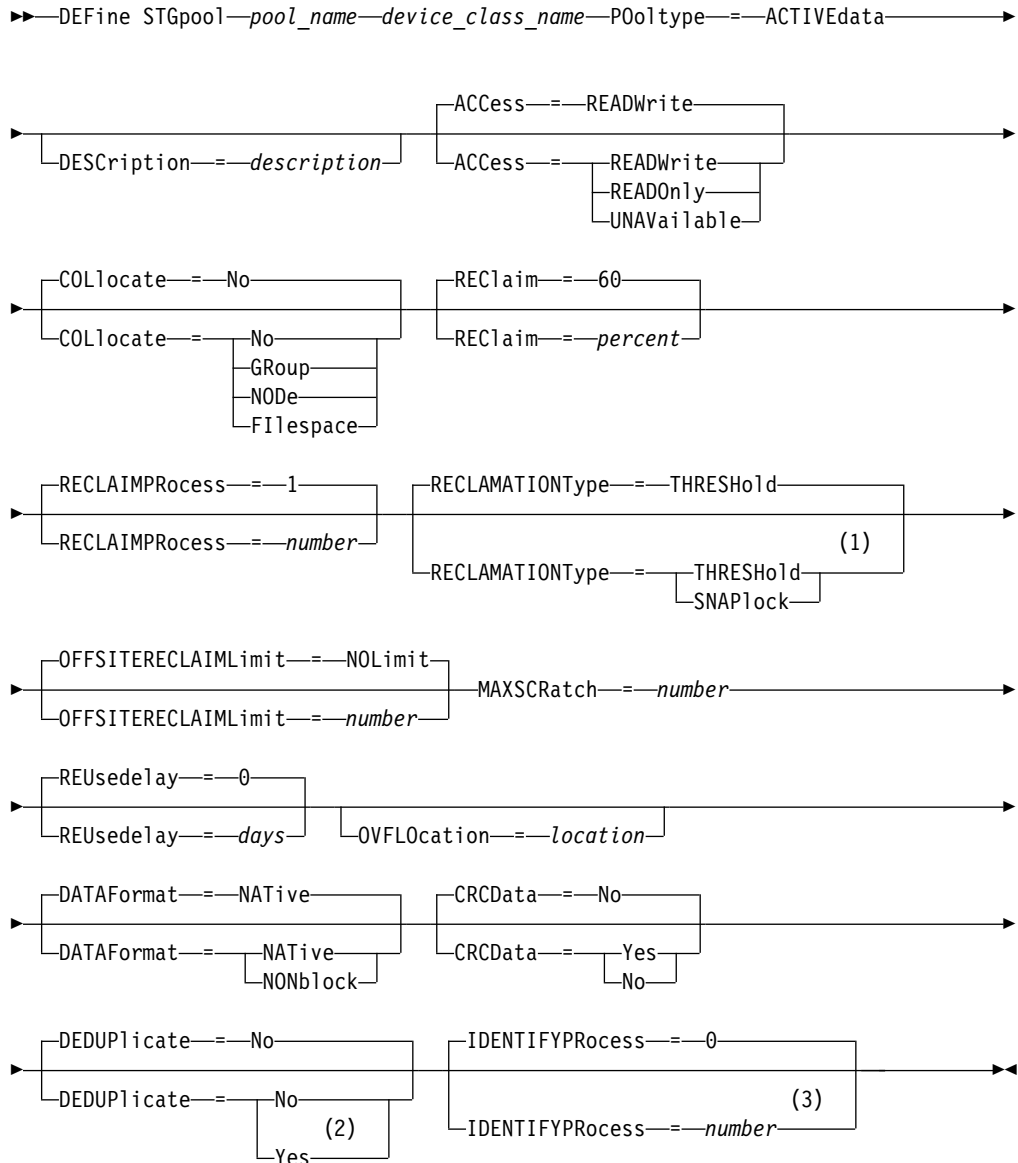 DEFine STGpool pool_name device_class_name POoltype = ACTIVEdata
ACCess = READWrite
DESCription = description
ACCess = READWrite
READOnly
UNAVailable
COLlocate = No
REClaim = 60
COLlocate = No
REClaim = percent
GRoup
NODe
FIlespace
RECLAIMPRocess = 1
RECLAMATIONType = THRESHold
RECLAIMPRocess = number
(1)
RECLAMATIONType = THRESHold
SNAPlock
OFFSITERECLAIMLimit = NOLimit
MAXSCRatch = number
OFFSITERECLAIMLimit = number
REUsedelay = 0
REUsedelay = days
OVFLOcation = location
DATAFormat = NATive
CRCData = No
DATAFormat = NATive
NONblock
CRCData = Yes
No
DEDUPlicate = No
IDENTIFYPRocess = 0
DEDUPlicate = No
(2)
Yes
(3)
IDENTIFYPRocess = number